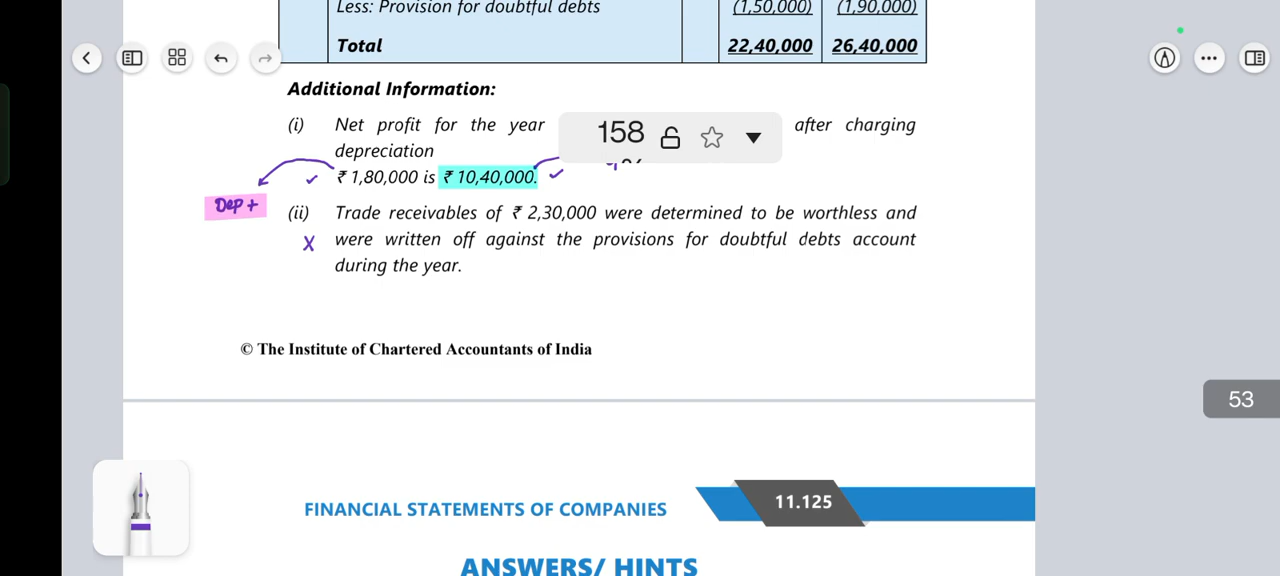 Less: Provision for doubtful debts (1,50,000) (1,90,000)
Total 22,40,000 26,40,000
Additional Information:
(i) Net profit for the year after charging
158
depreciation
₹ 1,80,000 is ₹ 10,40,000.
Dep +
(ii) Trade receivables of ₹ 2,30,000 were determined to be worthless and
were written off against the provisions for doubtful debts account
during the year.
© The Institute of Chartered Accountants of India
53
FINANCIAL STATEMENTS OF COMPANIES 11.125
ANSWERS/ HINTS